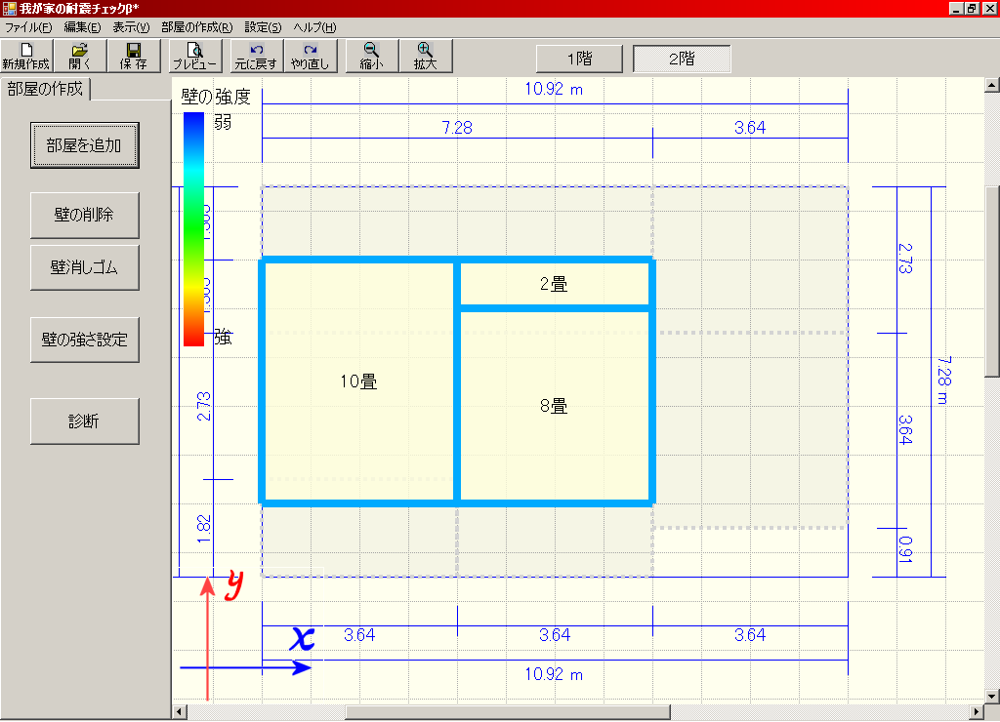 我が家の耐震チェックβ*
ファイル(F) 編集(E) 表示(V) 部屋の作成(R) 設定(S) ヘルプ(H)
新規作成 開く 保存 プレビュー 元に戻す やり直し 縮小 拡大 1階 2階
部屋の作成
部屋を追加
壁の削除
壁消しゴム
壁の強さ設定
診断
壁の強度
弱
強
10.92 m
7.28 3.64
2.73
1.82
2畳
10畳
8畳
2.73
3.64
0.91
7.28 m
y
x
3.64 3.64 3.64
10.92 m